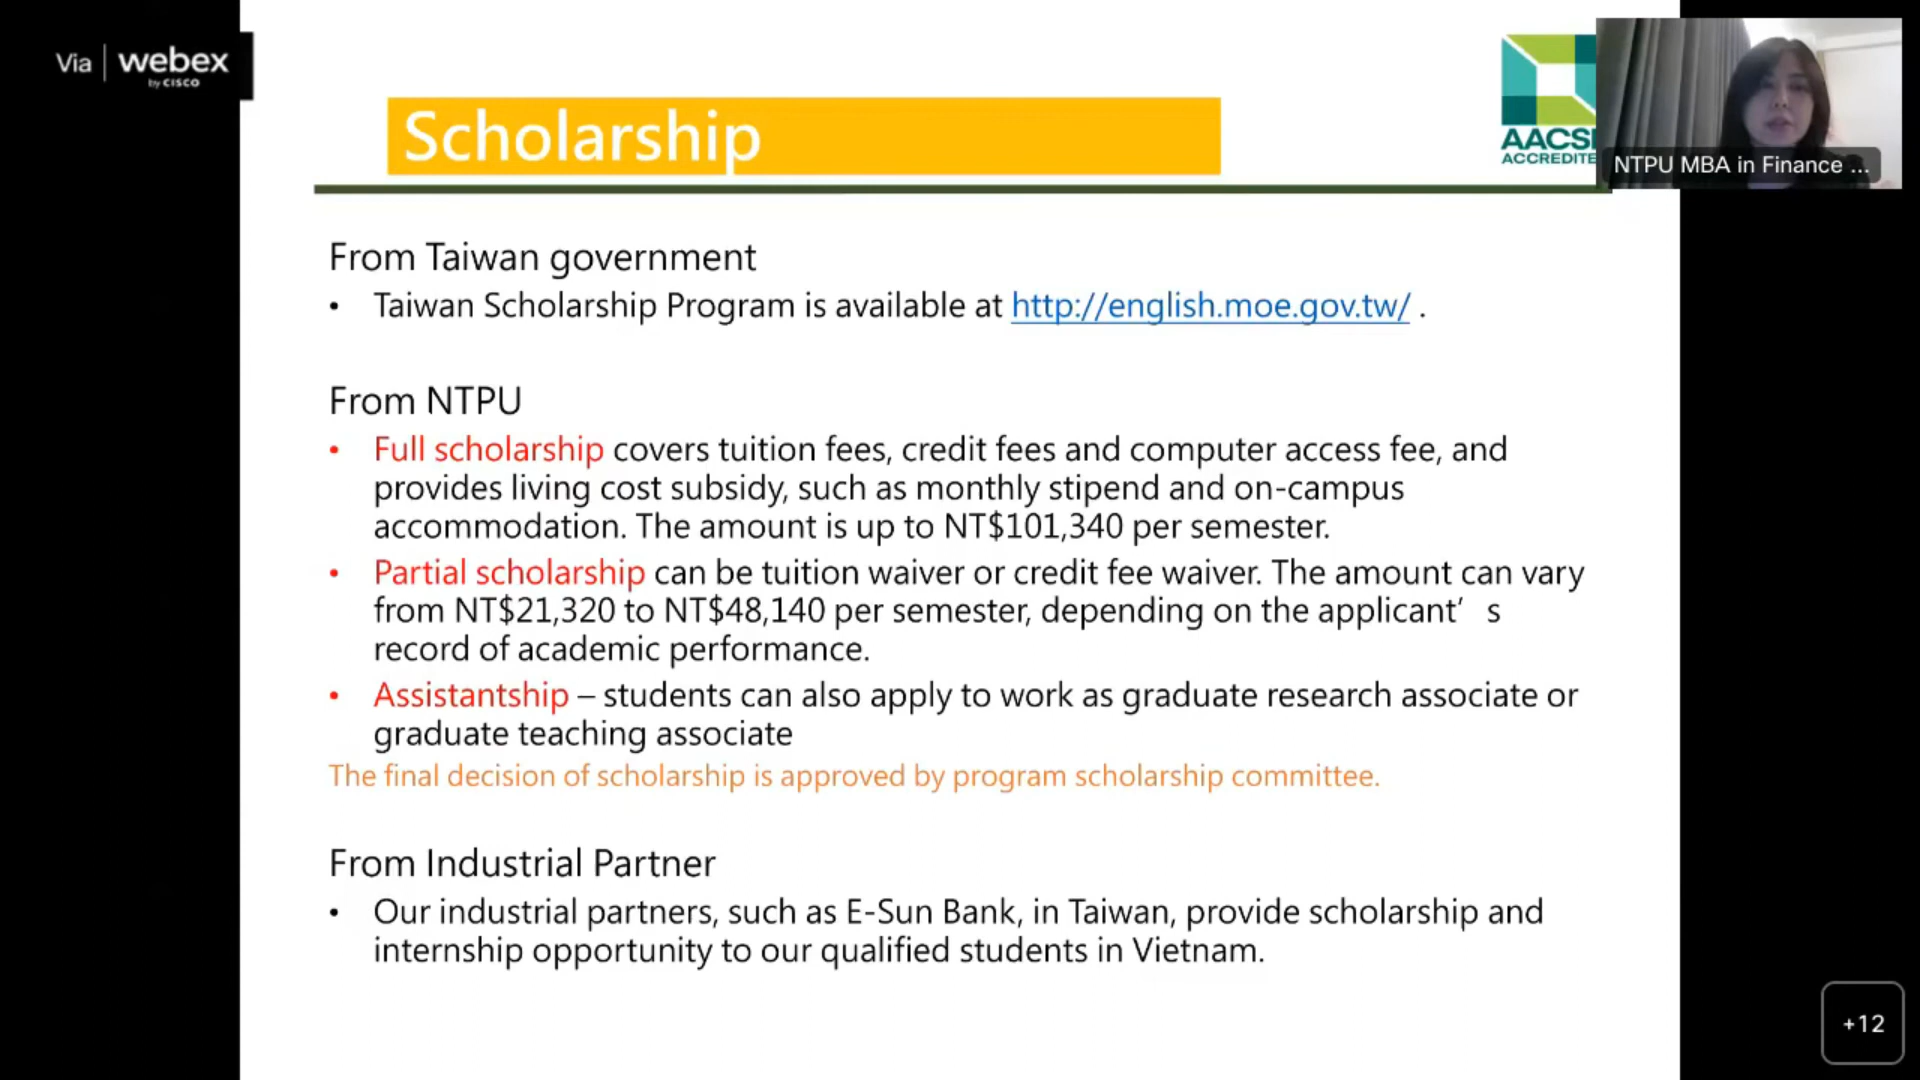 Via webex
by CISCO
Scholarship
AACS
ACCREDITE
NTPU MBA in Finance ...
From Taiwan government
• Taiwan Scholarship Program is available at http://english.moe.gov.tw/ .
From NTPU
• Full scholarship covers tuition fees, credit fees and computer access fee, and
provides living cost subsidy, such as monthly stipend and on-campus
accommodation. The amount is up to NT$101,340 per semester.
• Partial scholarship can be tuition waiver or credit fee waiver. The amount can vary
from NT$21,320 to NT$48,140 per semester, depending on the applicant’ s
record of academic performance.
• Assistantship – students can also apply to work as graduate research associate or
graduate teaching associate
The final decision of scholarship is approved by program scholarship committee.
From Industrial Partner
• Our industrial partners, such as E-Sun Bank, in Taiwan, provide scholarship and
internship opportunity to our qualified students in Vietnam.
+12